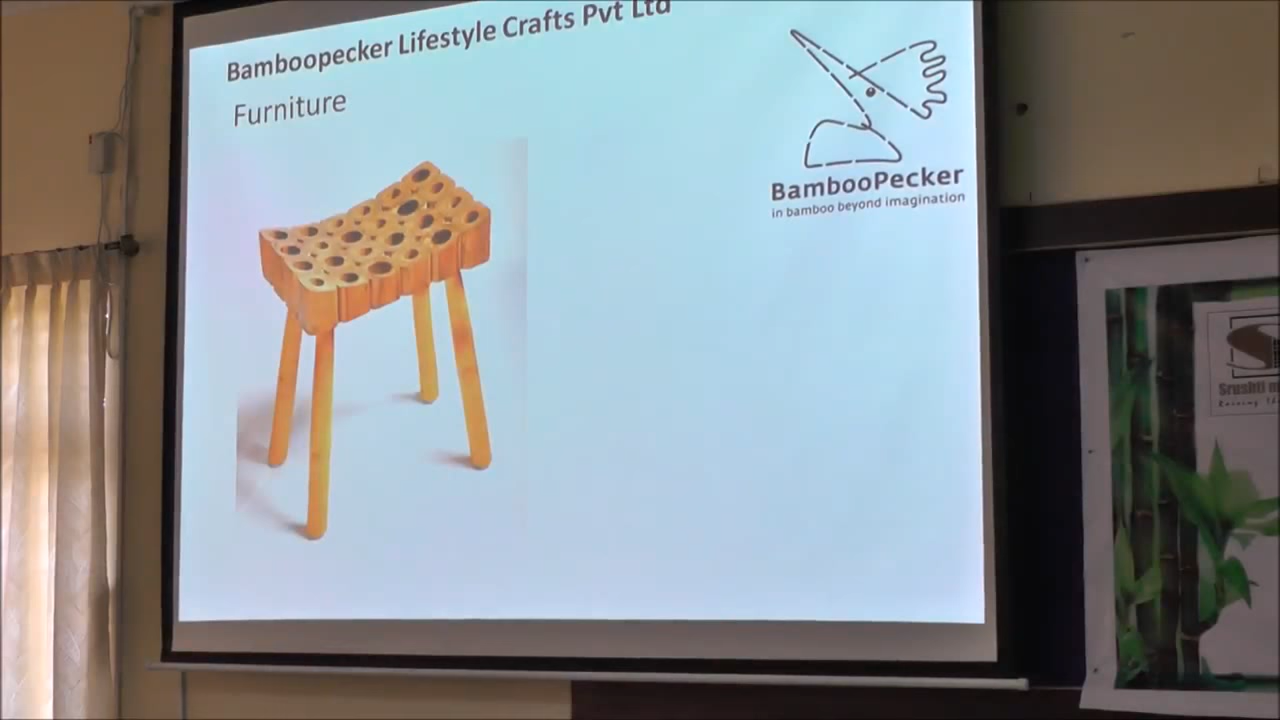 Bamboopecker Lifestyle Crafts Pvt Ltd
Furniture
BambooPecker
in bamboo beyond imagination
Srushti